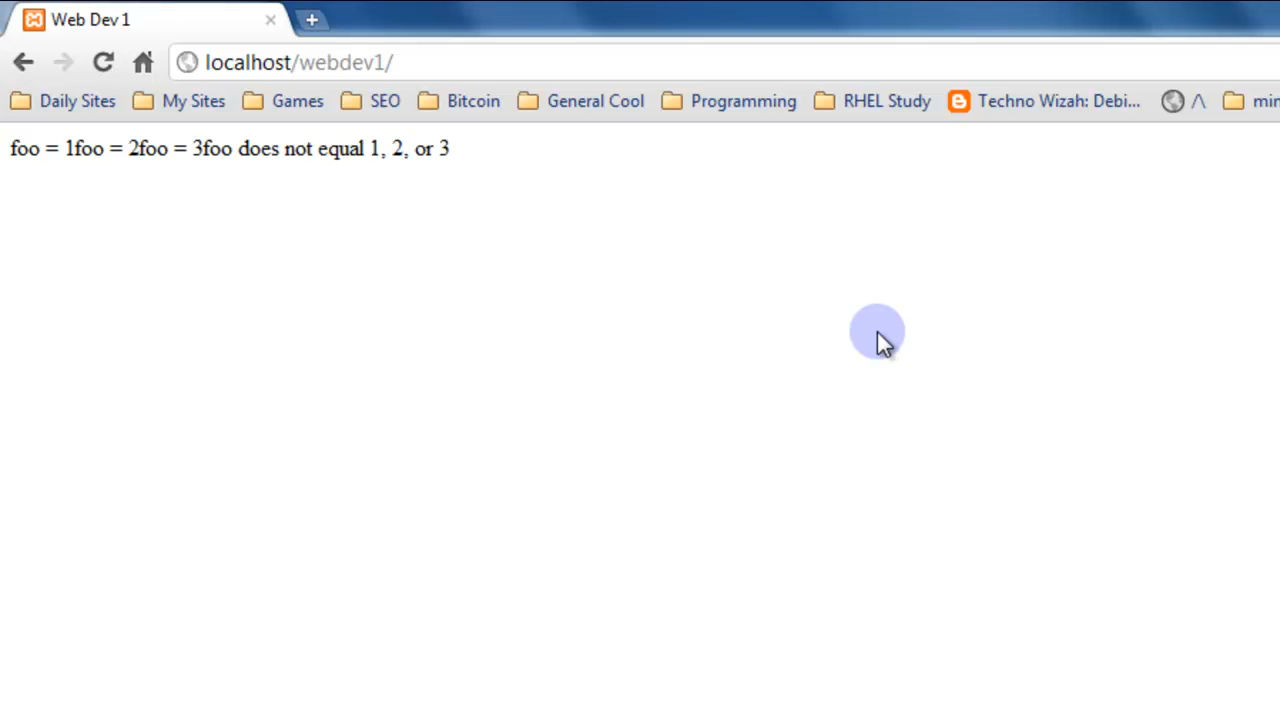 Web Dev 1
localhost/webdev1/
Daily Sites My Sites Games SEO Bitcoin General Cool Programming RHEL Study Techno Wizah: Debi... /\
foo = 1foo = 2foo = 3foo does not equal 1, 2, or 3